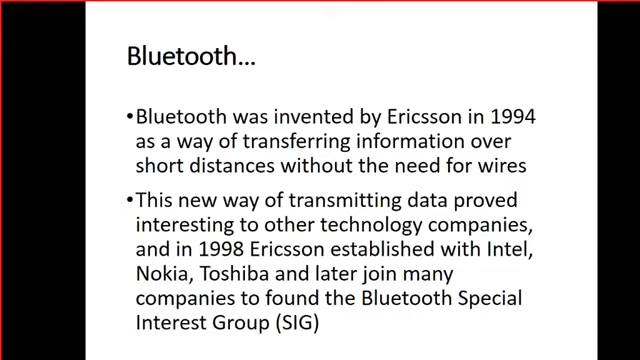 Bluetooth...
•Bluetooth was invented by Ericsson in 1994
as a way of transferring information over
short distances without the need for wires
•This new way of transmitting data proved
interesting to other technology companies,
and in 1998 Ericsson established with Intel,
Nokia, Toshiba and later join many
companies to found the Bluetooth Special
Interest Group (SIG)